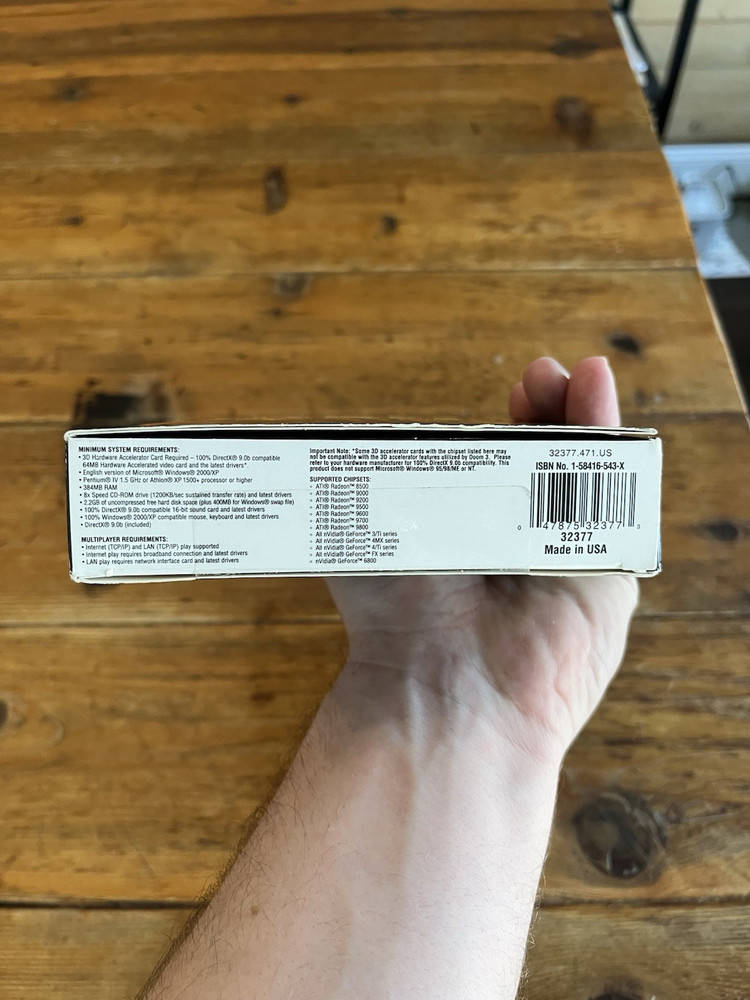 MINIMUM SYSTEM REQUIREMENTS:
• 3D Hardware Accelerator Card Required – 100% DirectX® 9.0b compatible
64MB Hardware Accelerated video card and the latest drivers*.
• English version of Microsoft® Windows® 2000/XP
• Pentium® IV 1.5 GHz or Athlon® XP 1500+ processor or higher
• 384MB RAM
• 8x Speed CD-ROM drive (1200KB/sec sustained transfer rate) and latest drivers
• 2.2GB of uncompressed free hard disk space (plus 400MB for Windows® swap file)
• 100% DirectX® 9.0b compatible 16-bit sound card and latest drivers
• 100% Windows® 2000/XP compatible mouse, keyboard and latest drivers
• DirectX® 9.0b (included)
MULTIPLAYER REQUIREMENTS:
• Internet (TCP/IP) and LAN (TCP/IP) play supported
• Internet play requires broadband connection and latest drivers
• LAN play requires network interface card and latest drivers
Important Note: *Some 3D accelerator cards with the chipset listed here may
not be compatible with the 3D accelerator features utilized by Doom 3. Please
refer to your hardware manufacturer for 100% DirectX® 9.0b compatibility. This
product does not support Microsoft® Windows® 95/98/ME or NT.
SUPPORTED CHIPSETS:
• ATI® Radeon™ 8500
• ATI® Radeon™ 9000
• ATI® Radeon™ 9200
• ATI® Radeon™ 9500
• ATI® Radeon™ 9600
• ATI® Radeon™ 9700
• ATI® Radeon™ 9800
• All nVidia® GeForce™ 3/Ti series
• All nVidia® GeForce™ 4MX series
• All nVidia® GeForce™ 4/Ti series
• All nVidia® GeForce™ FX series
• nVidia® GeForce™ 6800
32377.471.US
ISBN No. 1-58416-543-X
0 47875 32377 3
32377
Made in USA